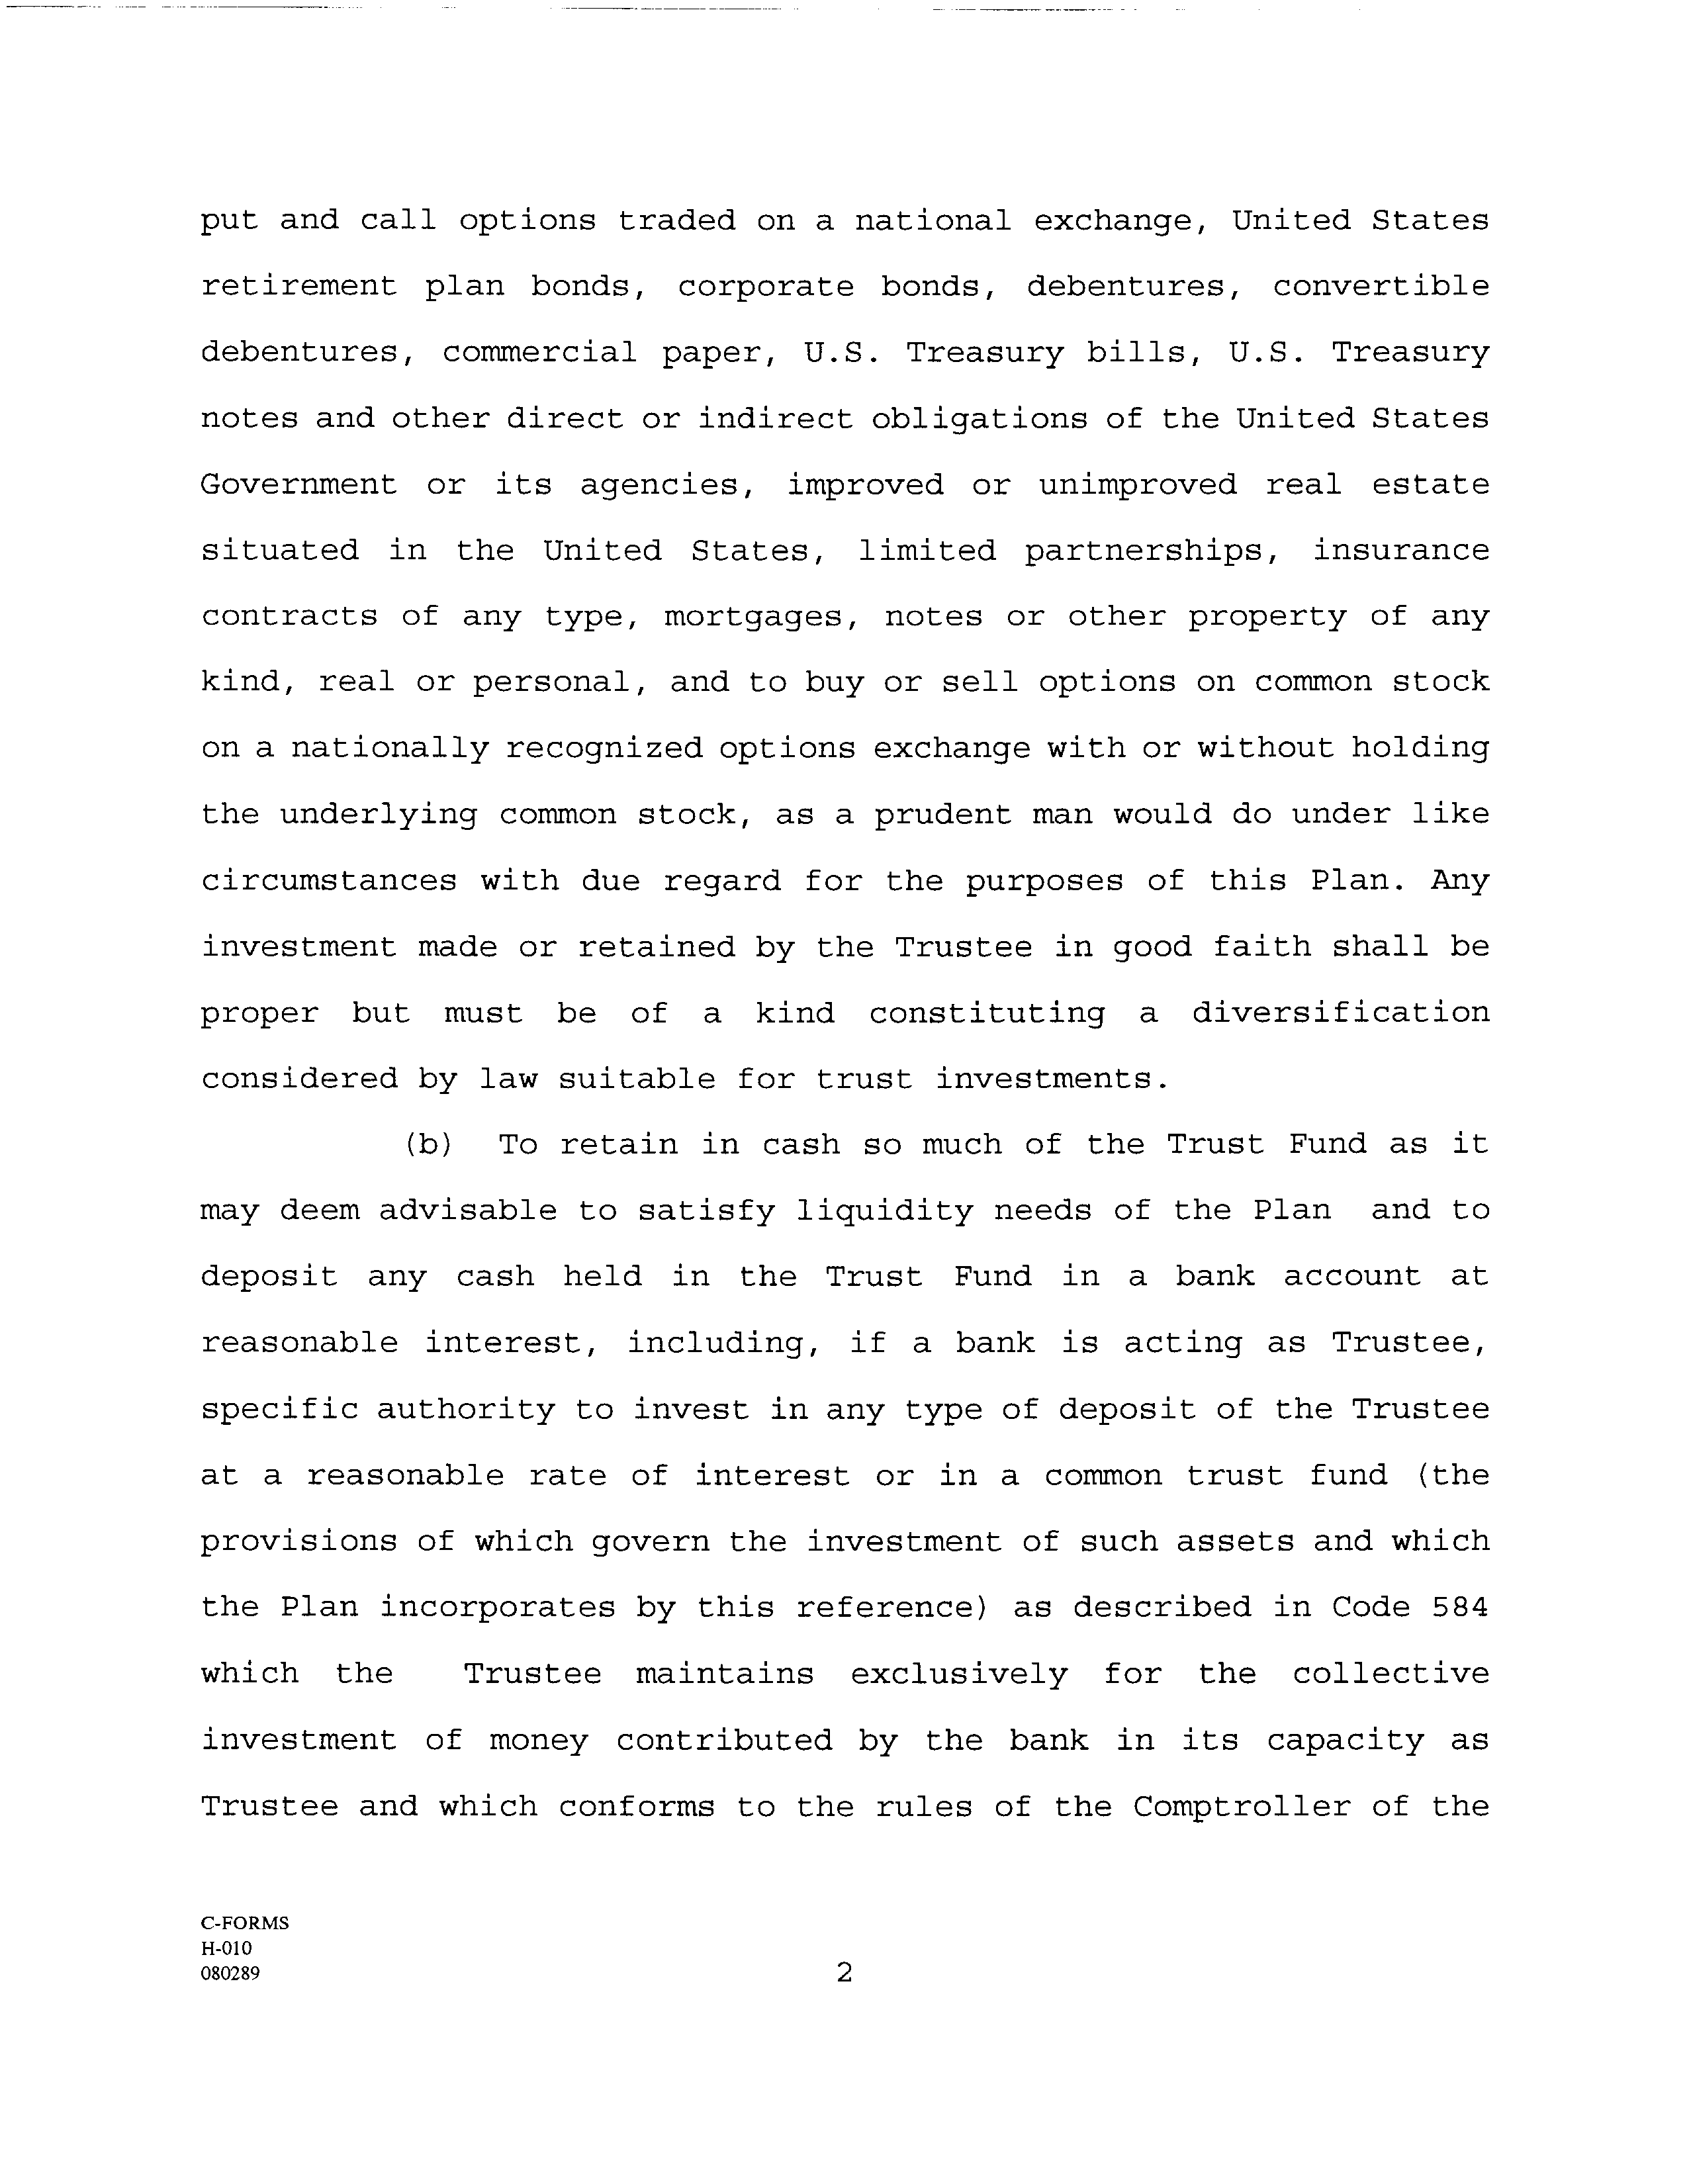 put and call options traded on a national exchange, United States
retirement plan bonds, corporate bonds, debentures, convertible
debentures, commercial paper, U.S. Treasury bills, U.S. Treasury
notes and other direct or indirect obligations of the United States
Government or its agencies, improved or unimproved real estate
situated in the United States, limited partnerships, insurance
contracts of any type, mortgages, notes or other property of any
kind, real or personal, and to buy or sell options on common stock
on a nationally recognized options exchange with or without holding
the underlying common stock, as a prudent man would do under like
circumstances with due regard for the purposes of this Plan. Any
investment made or retained by the Trustee in good faith shall be
proper but must be of a kind constituting a diversification
considered by law suitable for trust investments.
(b) To retain in cash so much of the Trust Fund as it
may deem advisable to satisfy liquidity needs of the Plan and to
deposit any cash held in the Trust Fund in a bank account at
reasonable interest, including, if a bank is acting as Trustee,
specific authority to invest in any type of deposit of the Trustee
at a reasonable rate of interest or in a common trust fund (the
provisions of which govern the investment of such assets and which
the Plan incorporates by this reference) as described in Code 584
which the Trustee maintains exclusively for the collective
investment of money contributed by the bank in its capacity as
Trustee and which conforms to the rules of the Comptroller of the
C-FORMS
H-010
080289
2